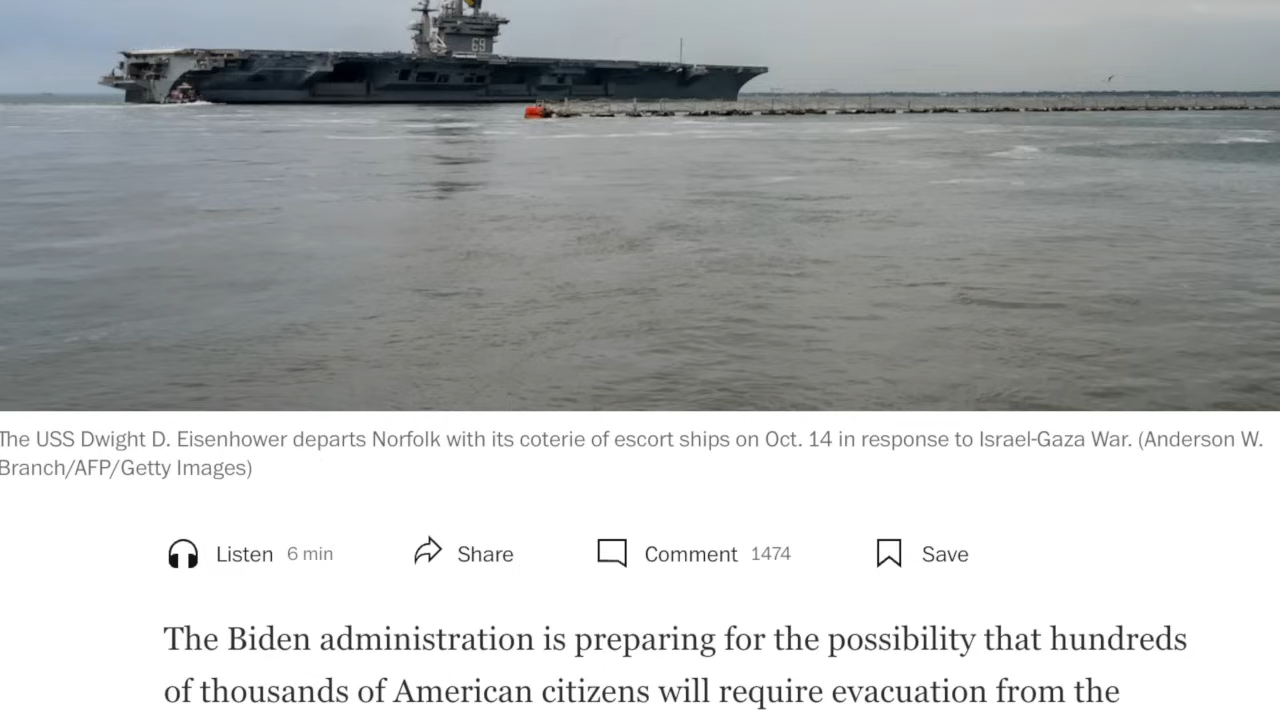 69
The USS Dwight D. Eisenhower departs Norfolk with its coterie of escort ships on Oct. 14 in response to Israel-Gaza War. (Anderson W.
Branch/AFP/Getty Images)
Listen 6 min Share Comment 1474 Save
The Biden administration is preparing for the possibility that hundreds
of thousands of American citizens will require evacuation from the